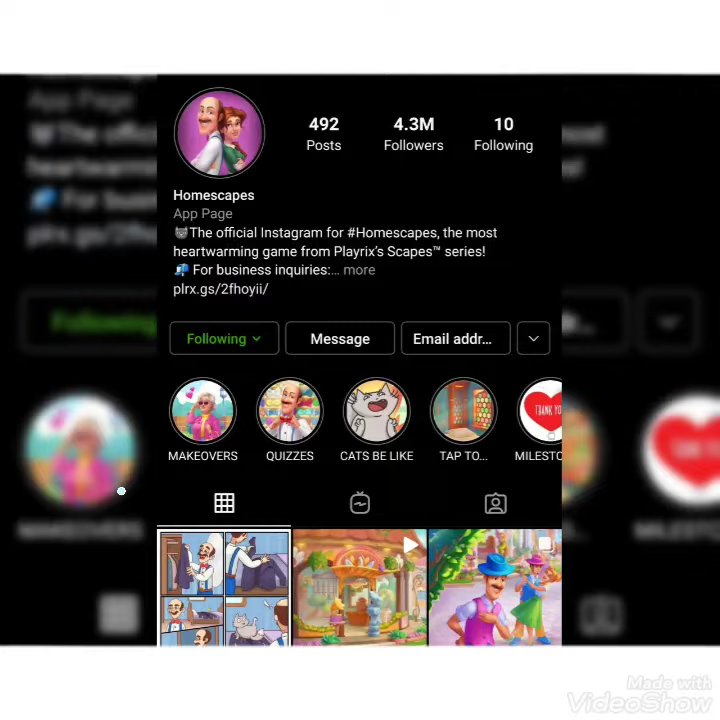 492
4.3M
10
Posts
Followers
Following
Homescapes
App Page
🐱The official Instagram for #Homescapes, the most
heartwarming game from Playrix's Scapes™ series!
📬 For business inquiries:... more
plrx.gs/2fhoyii/
Following
Message
Email addr...
THANK YO
MAKEOVERS
QUIZZES
CATS BE LIKE
TAP TO...
MILESTO
Made with
VideoShow